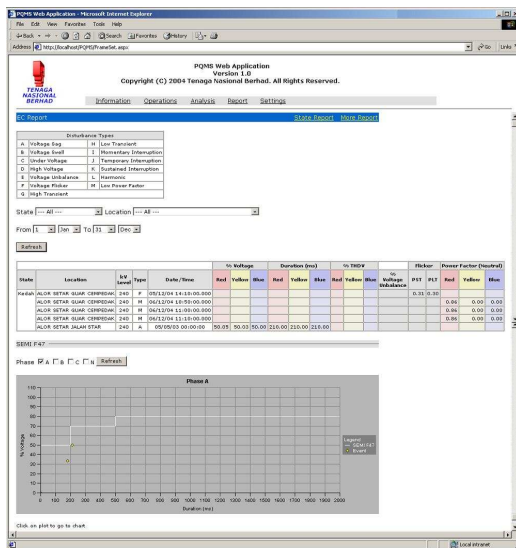 PQMS - Microsoft Internet Explorer
File Edit View Favorites Tools Help
Back Search Favorites History
Address http://localhost/PQMS/FrameSet.aspx Go Links
PQMS Web Application
Version 1.0
Copyright (C) 2004 Tenaga Nasional Berhad. All Rights Reserved.
TENAGA
NASIONAL
BERHAD
Information Operations Analysis Report Settings
EC Report State Report More Report
Disturbance Types
A Voltage Sag H Low Transient
B Voltage Swell I Momentary Interruption
C Under Voltage J Temporary Interruption
D High Voltage K Sustained Interruption
E Voltage Unbalance L Harmonic
F Voltage Flicker M Low Power Factor
G High Transient
State --- All --- Location --- All ---
From 1 Jan To 31 Dec
Refresh
% Voltage Duration (ms) % THDV Flicker Power Factor (Neutral)
State Location kV Level Type Date/Time Red Yellow Blue Red Yellow Blue Red Yellow Blue % Voltage Unbalance PST PLT Red Yellow Blue
Kedah ALOR SETAR GUAR CEMPEDAK 240 F 05/12/04 14:10:00.000 0.31 0.30
ALOR SETAR GUAR CEMPEDAK 240 M 06/12/04 10:50:00.000 0.86 0.00 0.00
ALOR SETAR GUAR CEMPEDAK 240 M 06/12/04 11:00:00.000 0.86 0.00 0.00
ALOR SETAR GUAR CEMPEDAK 240 M 06/12/04 11:10:00.000 0.86 0.00 0.00
ALOR SETAR JALAN STAR 240 A 05/05/03 00:00:00 50.05 50.03 50.00 210.00 210.00 210.00
SEMI F47
Phase A B C N Refresh
Phase A
110
100
90
80
70
60
50
40
30
20
10
0
% Voltage
Legend
SEMI F47
Event
0 100 200 300 400 500 600 700 800 900 1000 1100 1200 1300 1400 1500 1600 1700 1800 1900 2000
Duration (ms)
Click on plot to go to chart
Local intranet